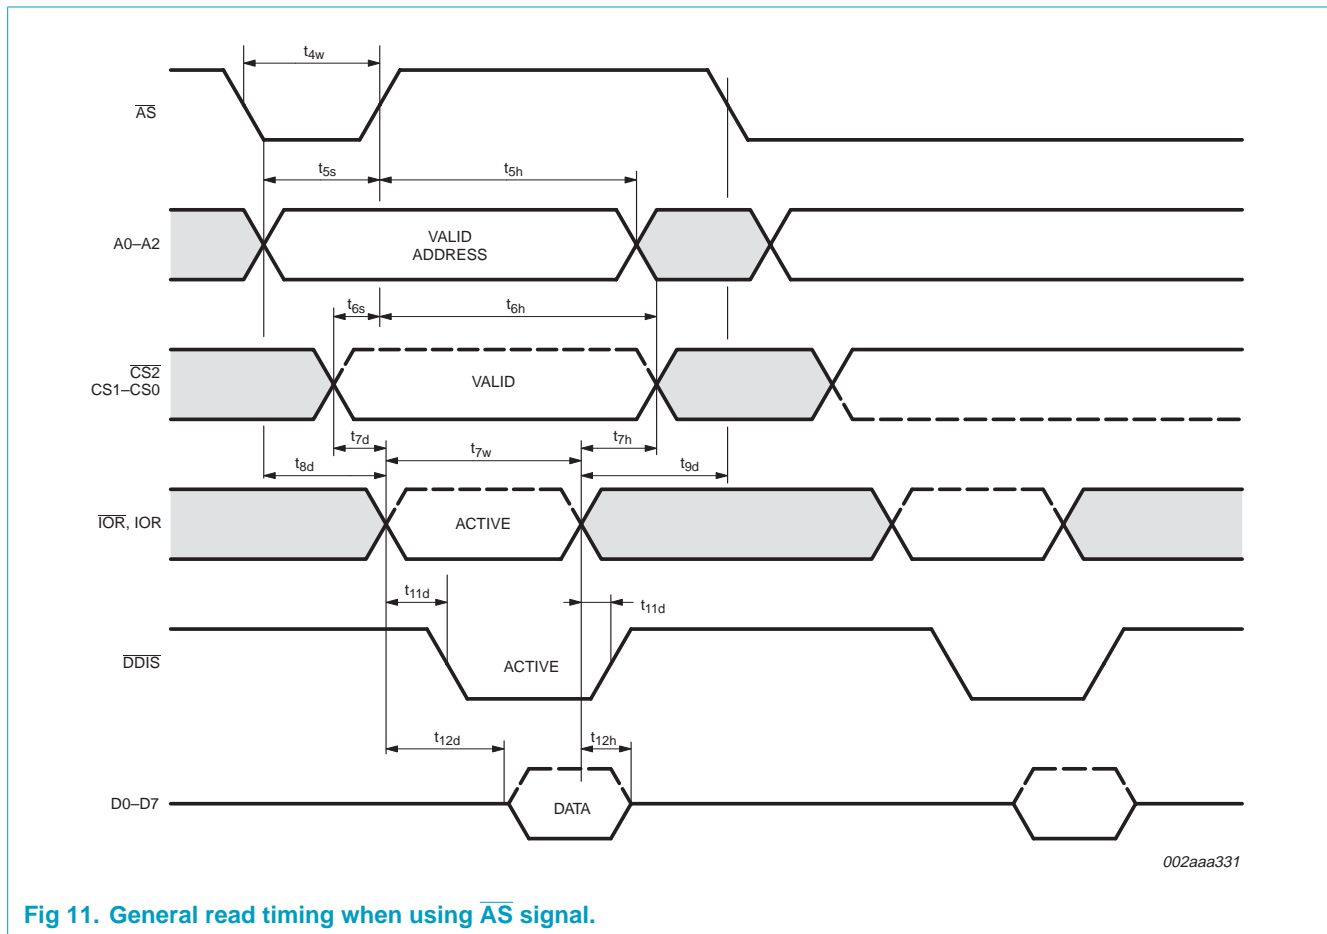 t4w
AS
t5s
t5h
A0–A2
VALID
ADDRESS
t6s
t6h
CS2
CS1–CS0
VALID
t7d
t7w
t7h
t8d
t9d
IOR, IOR
ACTIVE
t11d
t11d
DDIS
ACTIVE
t12d
t12h
D0–D7
DATA
002aaa331
Fig 11. General read timing when using AS signal.